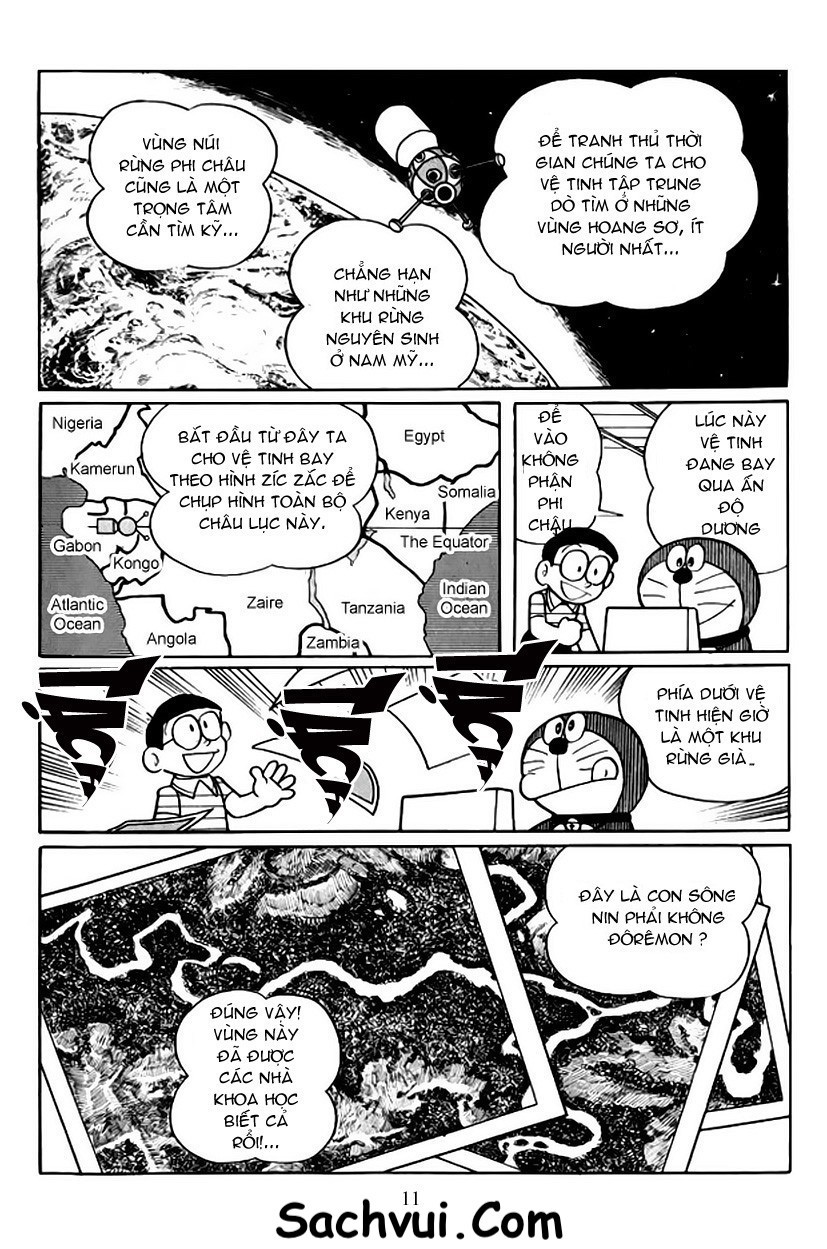 ĐỂ TRANH THỦ THỜI
GIAN CHÚNG TA CHO
VỆ TINH TẬP TRUNG
DÒ TÌM Ở NHỮNG
VÙNG HOANG SƠ, ÍT
NGƯỜI NHẤT...
CHẲNG HẠN
NHƯ NHỮNG
KHU RỪNG
NGUYÊN SINH
Ở NAM MỸ...
VÙNG NÚI
RỪNG PHI CHÂU
CŨNG LÀ MỘT
TRỌNG TÂM
CẦN TÌM KỸ...
BẮT ĐẦU TỪ ĐÂY TA
CHO VỆ TINH BAY
THEO HÌNH ZÍC ZẮC ĐỂ
CHỤP HÌNH TOÀN BỘ
CHÂU LỤC NÀY.
Nigeria
Kamerun
Gabon
Kongo
Atlantic
Ocean
Angola
Zaire
Zambia
Tanzania
Egypt
Somalia
Kenya
The Equator
Indian
Ocean
LÚC NÀY
VỆ TINH
ĐANG BAY
QUA ẤN
ĐỘ
DƯƠNG
ĐỂ
VÀO
KHÔNG
PHẬN
PHI
CHÂU
TẠCH
TẠCH
TẠCH
PHÍA DƯỚI VỆ
TINH HIỆN GIỜ
LÀ MỘT KHU
RỪNG GIÀ..
ĐÂY LÀ CON SÔNG
NIN PHẢI KHÔNG
ĐÔRÊMON ?
ĐÚNG VẬY!
VÙNG NÀY
ĐÃ ĐƯỢC
CÁC NHÀ
KHOA HỌC
BIẾT CẢ
RỒI!...
11
Sachvui.Com